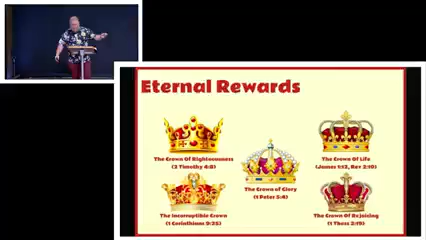 Eternal Rewards
The Crown Of Righteousness
(2 Timothy 4:8)
The Crown Of Life
(James 1:12, Rev 2:10)
The Crown of Glory
(1 Peter 5:4)
The Incorruptible Crown
(1 Corinthians 9:25)
The Crown Of Rejoicing
(1 Thess 2:19)